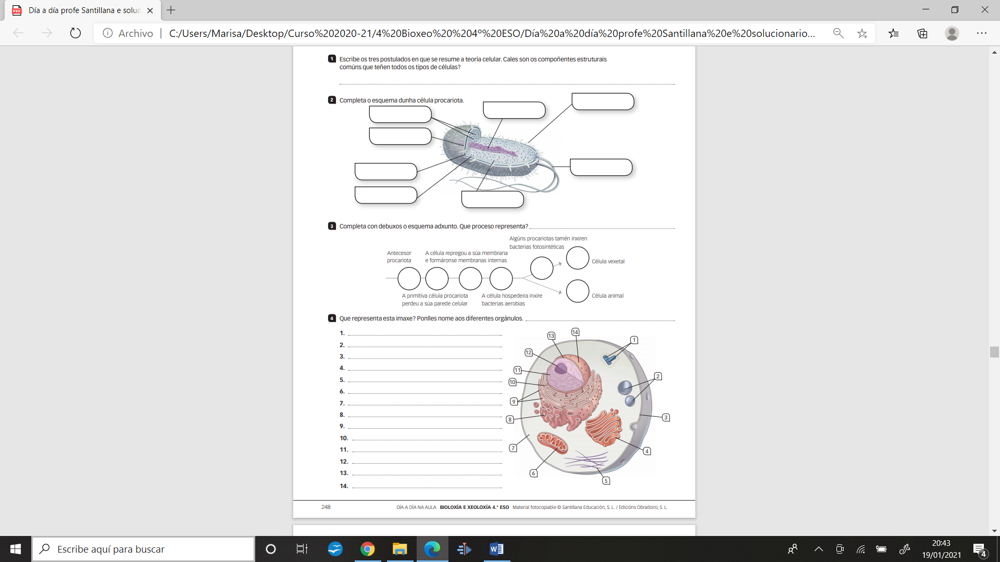 Día a día profe Santillana e soluc
Archivo
C:/Users/Marisa/Desktop/Curso%202020-21/4%20Bioxeo%20%204º%20ESO/Día%20a%20día%20profe%20Santillana%20e%20solucionario...
1 Escribe os tres postulados en que se resume a teoría celular. Cales son os compoñentes estruturais
comúns que teñen todos os tipos de células?
2 Completa o esquema dunha célula procariota.
3 Completa con debuxos o esquema adxunto. Que proceso representa?
Algúns procariotas tamén inxiren
bacterias fotosintéticas
Antecesor
procariota
A célula repregou a súa membrana
e formáronse membranas internas
Célula vexetal
A primitiva célula procariota
perdeu a súa parede celular
A célula hospedeira inxire
bacterias aerobias
Célula animal
4 Que representa esta imaxe? Ponlles nome aos diferentes orgánulos.
1.
2.
3.
4.
5.
6.
7.
8.
9.
10.
11.
12.
13.
14.
13
14
1
12
11
2
10
9
3
8
7
4
6
5
248
DÍA A DÍA NA AULA BIOLOXÍA E XEOLOXÍA 4.° ESO Material fotocopiable © Santillana Educación, S. L. / Edicións Obradoiro, S. L.
Escribe aquí para buscar
20:43
19/01/2021
4